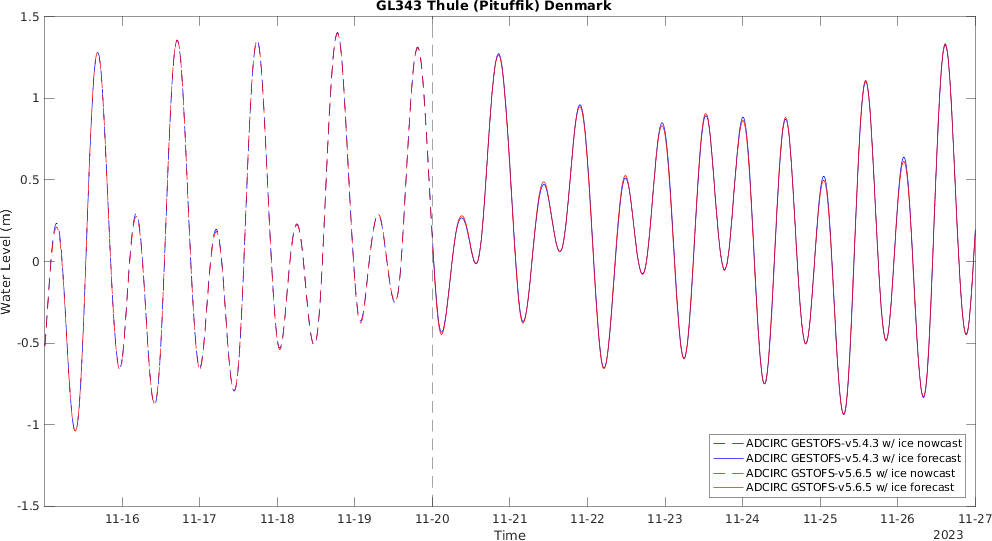 GL343 Thule (Pituffik) Denmark
1.5
1
0.5
0
-0.5
-1
-1.5
Water Level (m)
11-16 11-17 11-18 11-19 11-20 11-21 11-22 11-23 11-24 11-25 11-26 11-27
Time
2023
ADCIRC GESTOFS-v5.4.3 w/ ice nowcast
ADCIRC GESTOFS-v5.4.3 w/ ice forecast
ADCIRC GSTOFS-v5.6.5 w/ ice nowcast
ADCIRC GSTOFS-v5.6.5 w/ ice forecast